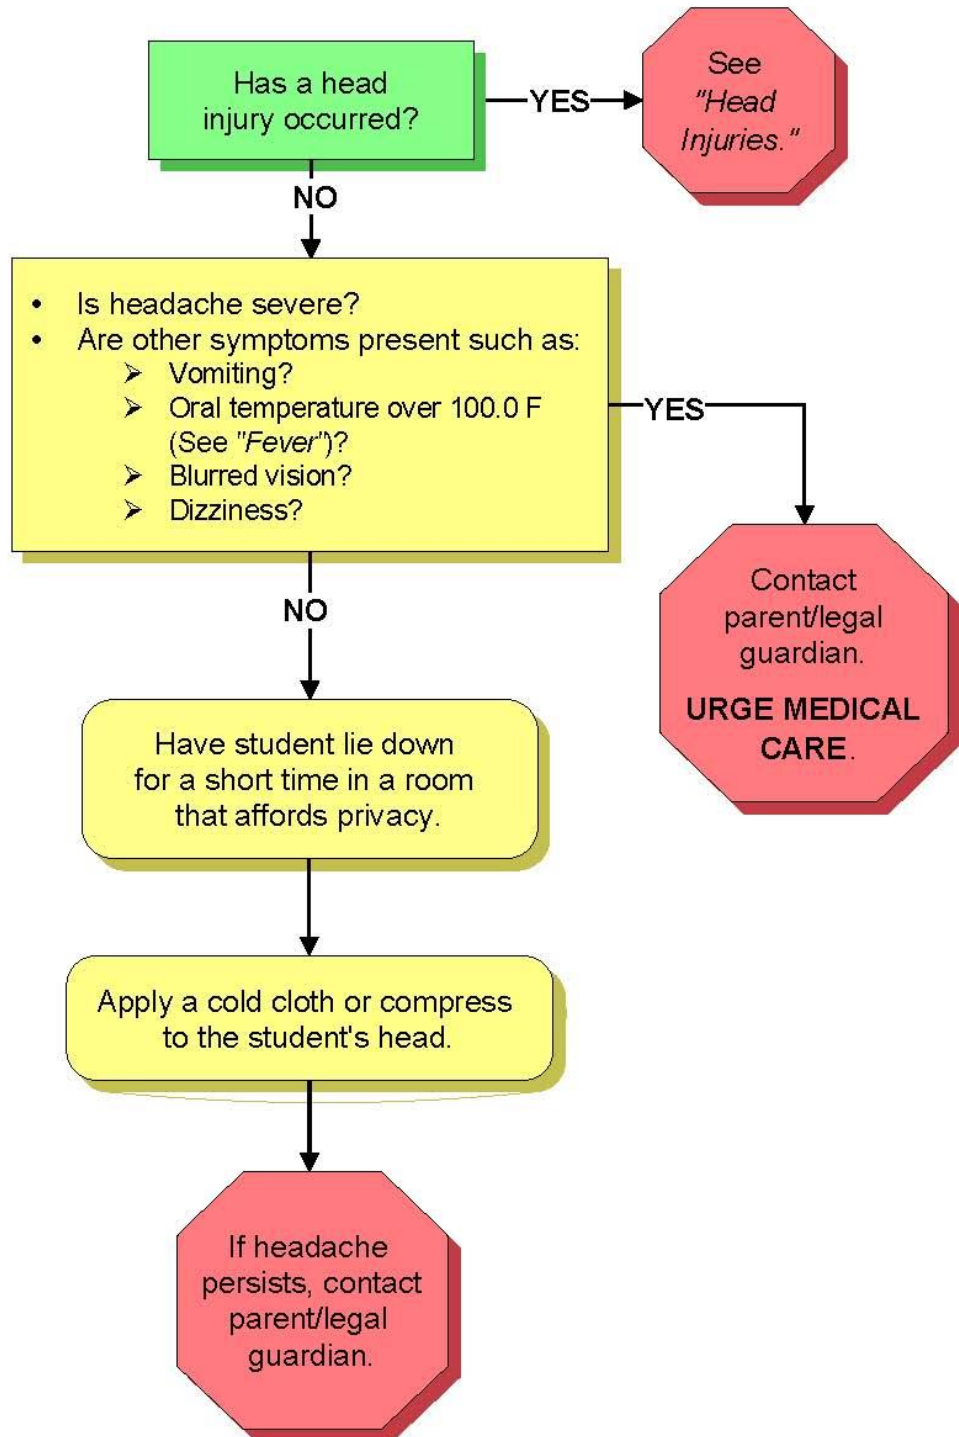 Has a head
injury occurred?
YES
See
"Head
Injuries."
NO
• Is headache severe?
• Are other symptoms present such as:
➢ Vomiting?
➢ Oral temperature over 100.0 F
(See "Fever")?
➢ Blurred vision?
➢ Dizziness?
YES
Contact
parent/legal
guardian.
URGE MEDICAL
CARE.
NO
Have student lie down
for a short time in a room
that affords privacy.
Apply a cold cloth or compress
to the student's head.
If headache
persists, contact
parent/legal
guardian.